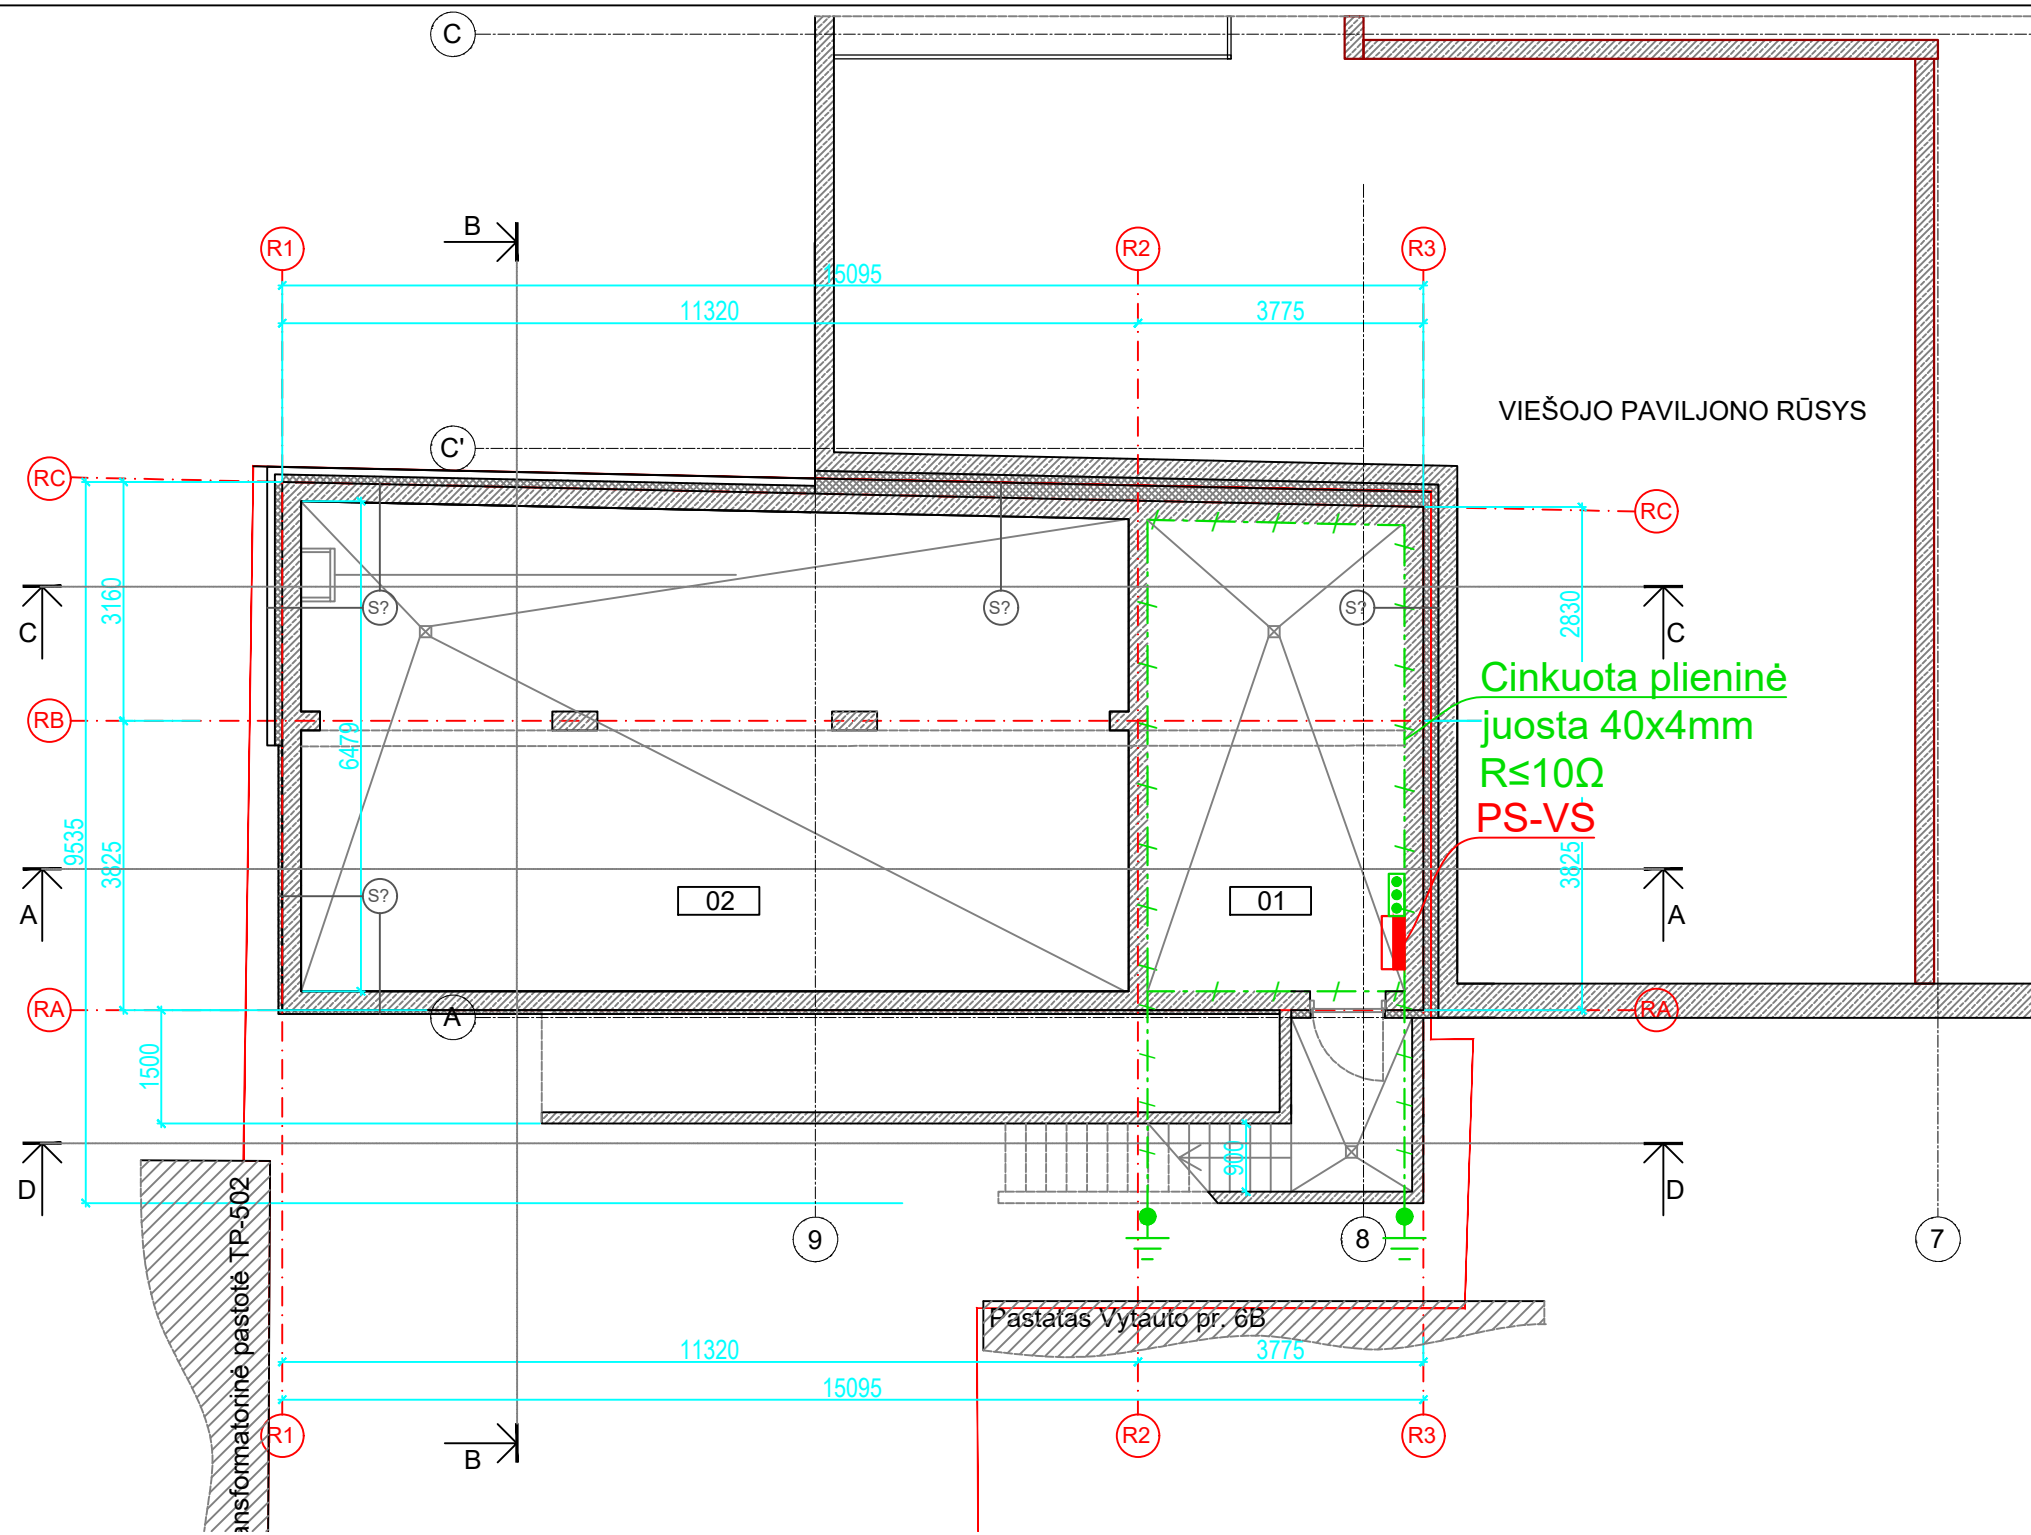 C
B
R1
R2
R3
15095
11320
3775
VIEŠOJO PAVILJONO RŪSYS
C'
RC
RC
3160
S?
S?
S?
2830
C
C
Cinkuota plieninė
juosta 40x4mm
R≤10Ω
PS-VS
RB
6479
9535
3825
3825
S?
02
01
A
A
RA
A
RA
1500
900
D
D
9
8
7
ansformatorinė pastotė TP-502
Pastatas Vytauto pr. 6B
11320
3775
15095
R1
B
R2
R3